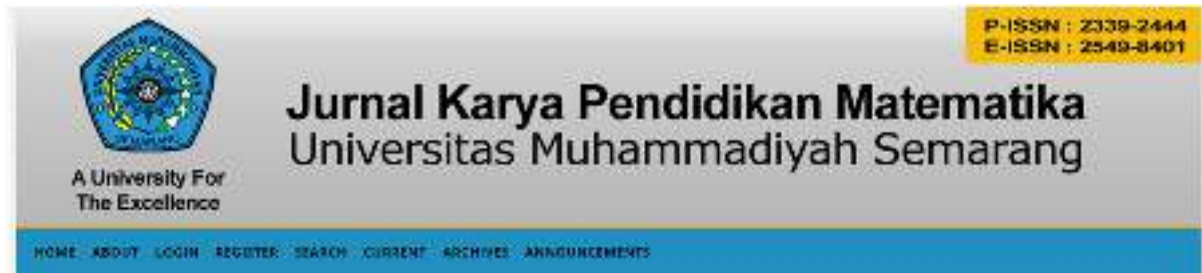 P-ISSN : 2339-2444
E-ISSN : 2549-8401
Jurnal Karya Pendidikan Matematika
Universitas Muhammadiyah Semarang
A University For
The Excellence
HOME ABOUT LOGIN REGISTER SEARCH CURRENT ARCHIVES ANNOUNCEMENTS